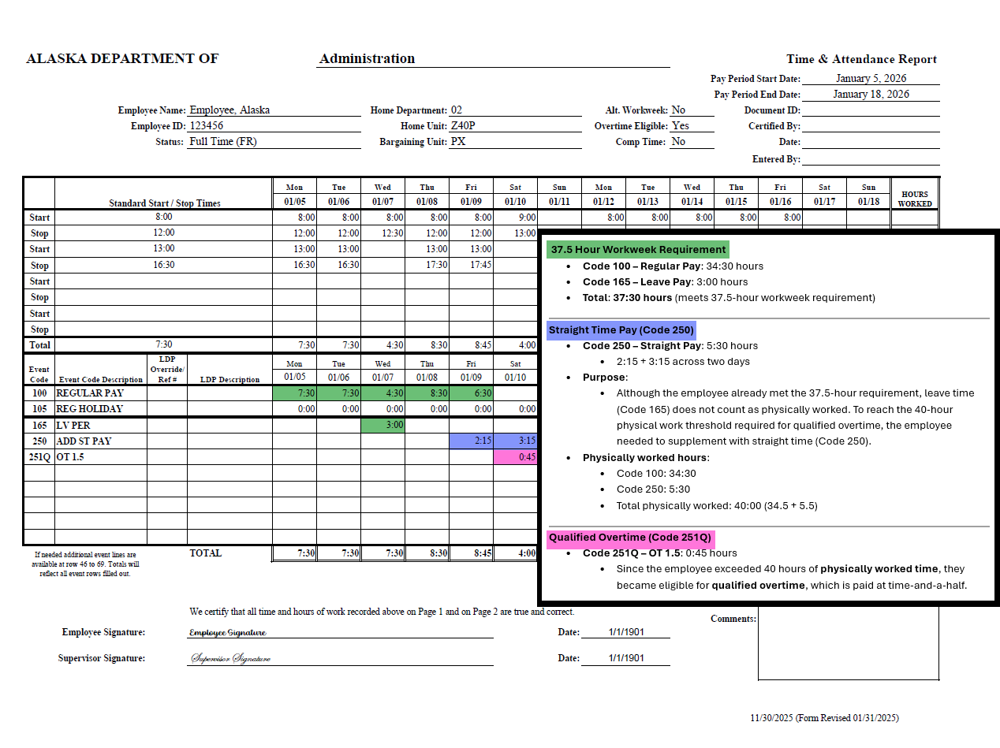 ALASKA DEPARTMENT OF Administration Time & Attendance Report
Pay Period Start Date: January 5, 2026
Pay Period End Date: January 18, 2026
Employee Name: Employee, Alaska Home Department: 02 Alt. Workweek: No Document ID:
Employee ID: 123456 Home Unit: Z40P Overtime Eligible: Yes Certified By:
Status: Full Time (FR) Bargaining Unit: PX Comp Time: No Date:
Entered By:
Mon Tue Wed Thu Fri Sat Sun Mon Tue Wed Thu Fri Sat Sun HOURS
Standard Start / Stop Times 01/05 01/06 01/07 01/08 01/09 01/10 01/11 01/12 01/13 01/14 01/15 01/16 01/17 01/18 WORKED
Start 8:00 8:00 8:00 8:00 8:00 8:00 9:00 8:00 8:00 8:00 8:00 8:00
Stop 12:00 12:00 12:00 12:30 12:00 12:00 13:00
Start 13:00 13:00 13:00 13:00 13:00
Stop 16:30 16:30 16:30 17:30 17:45
Start
Stop
Start
Stop
Total 7:30 7:30 7:30 4:30 8:30 8:45 4:00
LDP
Event Override/ Mon Tue Wed Thu Fri Sat
Code Event Code Description Ref # LDP Description 01/05 01/06 01/07 01/08 01/09 01/10
100 REGULAR PAY 7:30 7:30 4:30 8:30 6:30
105 REG HOLIDAY 0:00 0:00 0:00 0:00 0:00 0:00
165 LV PER 3:00
250 ADD ST PAY 2:15 3:15
251Q OT 1.5 0:45
If needed additional event lines are
available at row 46 to 69. Totals will
reflect all event rows filled out.
TOTAL 7:30 7:30 7:30 8:30 8:45 4:00
37.5 Hour Workweek Requirement
• Code 100 – Regular Pay: 34:30 hours
• Code 165 – Leave Pay: 3:00 hours
• Total: 37:30 hours (meets 37.5-hour workweek requirement)
Straight Time Pay (Code 250)
• Code 250 – Straight Pay: 5:30 hours
• 2:15 + 3:15 across two days
• Purpose:
• Although the employee already met the 37.5-hour requirement, leave time
(Code 165) does not count as physically worked. To reach the 40-hour
physical work threshold required for qualified overtime, the employee
needed to supplement with straight time (Code 250).
• Physically worked hours:
• Code 100: 34:30
• Code 250: 5:30
• Total physically worked: 40:00 (34.5 + 5.5)
Qualified Overtime (Code 251Q)
• Code 251Q – OT 1.5: 0:45 hours
• Since the employee exceeded 40 hours of physically worked time, they
became eligible for qualified overtime, which is paid at time-and-a-half.
We certify that all time and hours of work recorded above on Page 1 and on Page 2 are true and correct.
Comments:
Employee Signature: Employee Signature Date: 1/1/1901
Supervisor Signature: Supervisor Signature Date: 1/1/1901
11/30/2025 (Form Revised 01/31/2025)